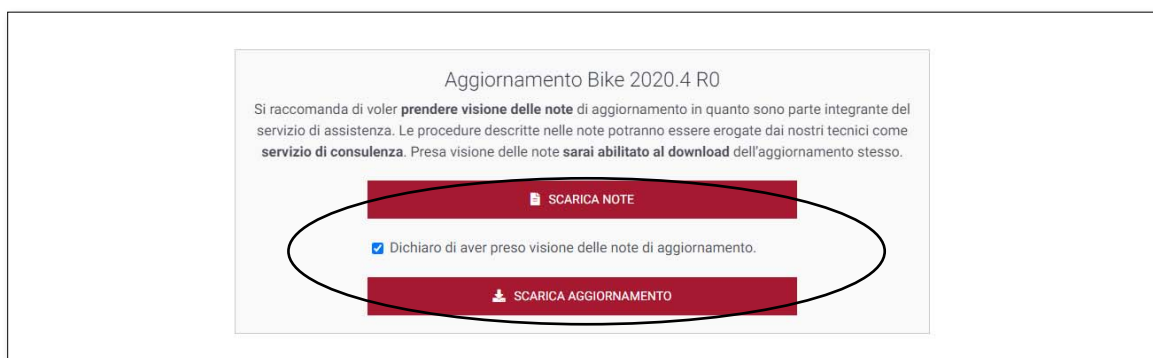 Aggiornamento Bike 2020.4 R0
Si raccomanda di voler prendere visione delle note di aggiornamento in quanto sono parte integrante del
servizio di assistenza. Le procedure descritte nelle note potranno essere erogate dai nostri tecnici come
servizio di consulenza. Presa visione delle note sarai abilitato al download dell'aggiornamento stesso.
SCARICA NOTE
Dichiaro di aver preso visione delle note di aggiornamento.
SCARICA AGGIORNAMENTO